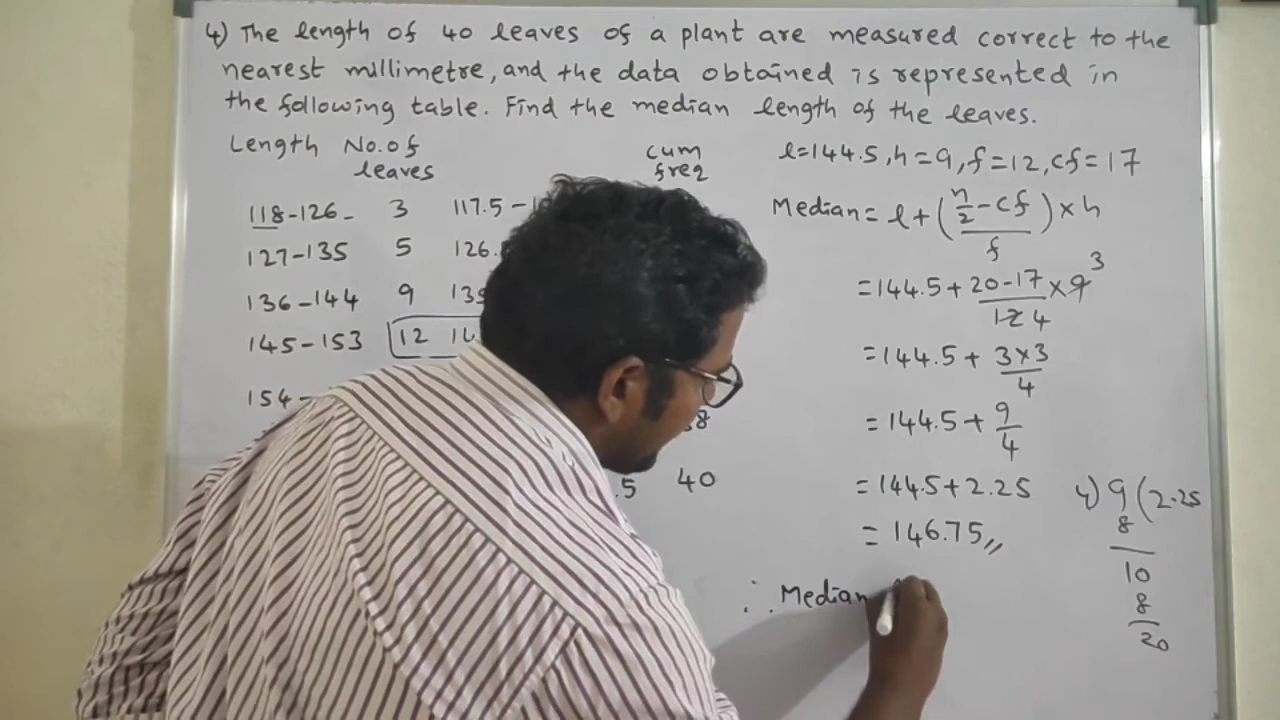 4) The length of 40 leaves of a plant are measured correct to the
nearest millimetre, and the data obtained is represented in
the following table. Find the median length of the leaves.
Length No. of leaves cum freq
118-126- 3 117.5-
127-135 5 126.
136-144 9 135
145-153 12 14
154-
8
.5 40
l=144.5, h=9, f=12, cf=17
Median = l+(n/2-cf/f)×h
=144.5+20-17/12 4×9 3
=144.5+3×3/4
=144.5+9/4
=144.5+2.25
=146.75,,
∴ Median
4) 9 (2.25
8
10
8
20